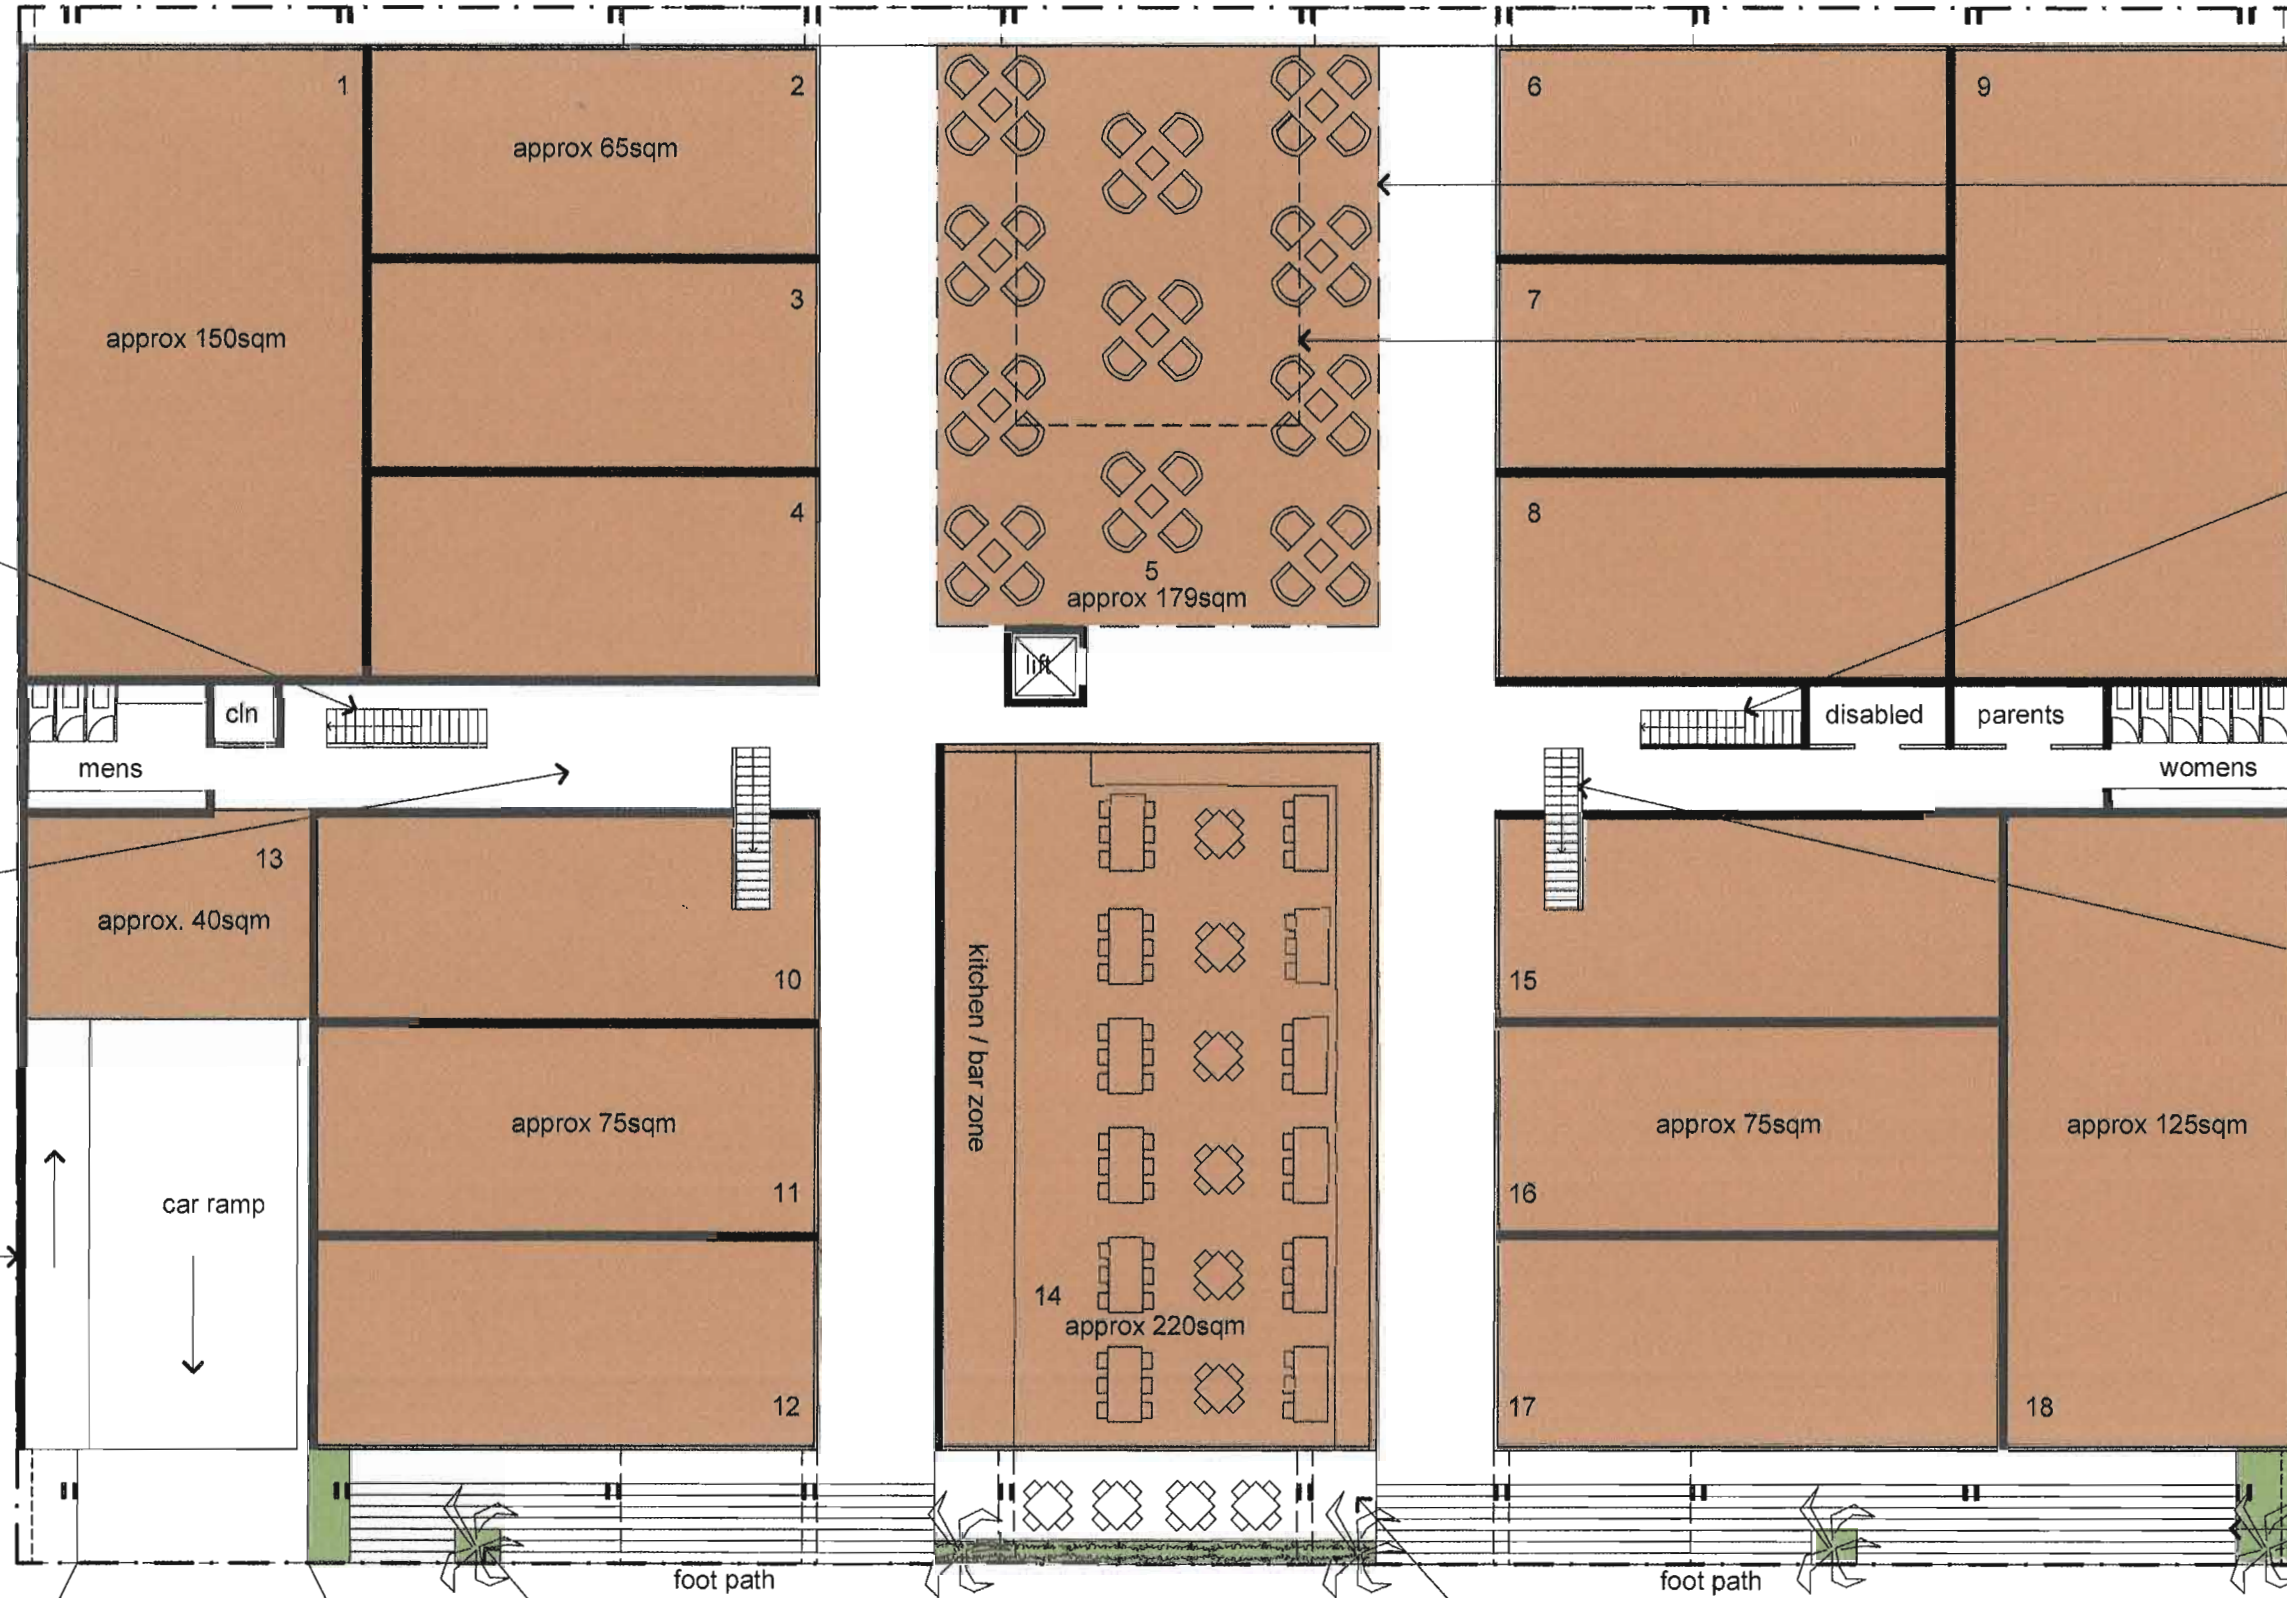 1
2
6
9
approx 65sqm
3
7
approx 150sqm
4
8
5
approx 179sqm
lift
cln
disabled
parents
mens
womens
13
approx. 40sqm
10
15
kitchen / bar zone
approx 75sqm
approx 75sqm
approx 125sqm
11
16
car ramp
14
approx 220sqm
12
17
18
foot path
foot path